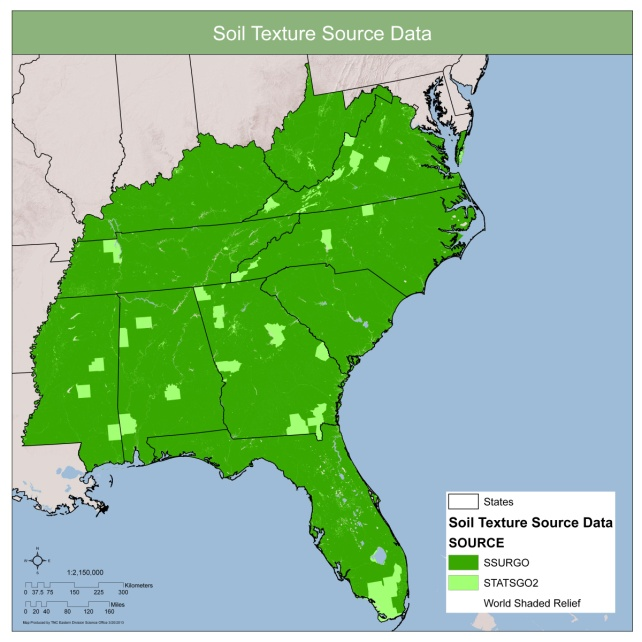 Soil Texture Source Data
States
Soil Texture Source Data
SOURCE
SSURGO
STATSGO2
World Shaded Relief
N
W E
S
1:2,150,000
Kilometers
0 37.5 75 150 225 300
Miles
0 20 40 80 120 160